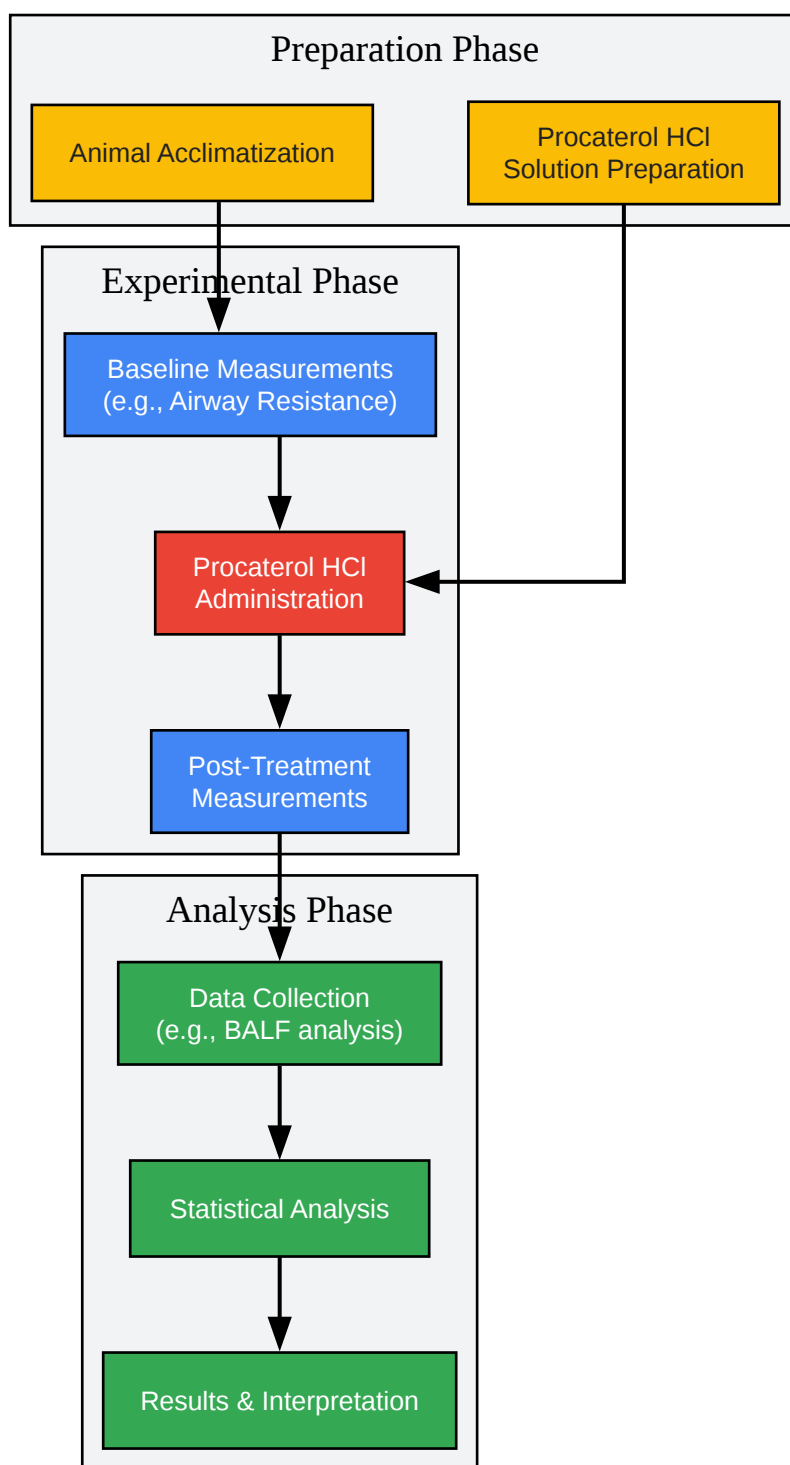 Preparation Phase
Animal Acclimatization
Procaterol HCl
Solution Preparation
Experimental Phase
Baseline Measurements
(e.g., Airway Resistance)
Procaterol HCl
Administration
Post-Treatment
Measurements
Analysis Phase
Data Collection
(e.g., BALF analysis)
Statistical Analysis
Results & Interpretation